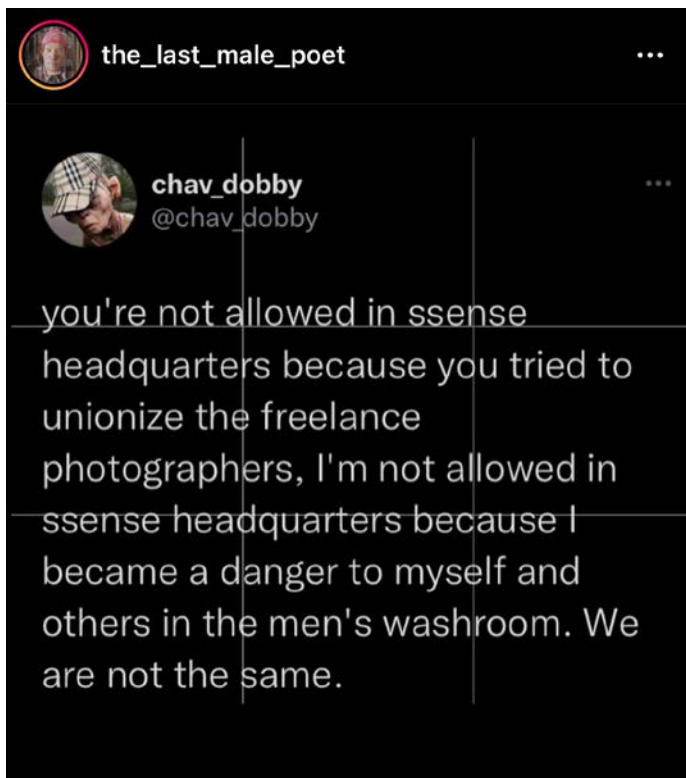 the_last_male_poet
chav_dobby
@chav_dobby
you're not allowed in ssense
headquarters because you tried to
unionize the freelance
photographers, I'm not allowed in
ssense headquarters because I
became a danger to myself and
others in the men's washroom. We
are not the same.